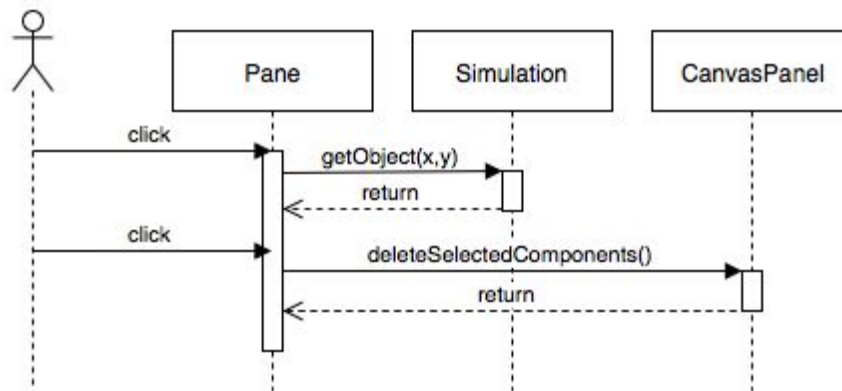 Pane
Simulation
CanvasPanel
click
getObject(x,y)
return
click
deleteSelectedComponents()
return